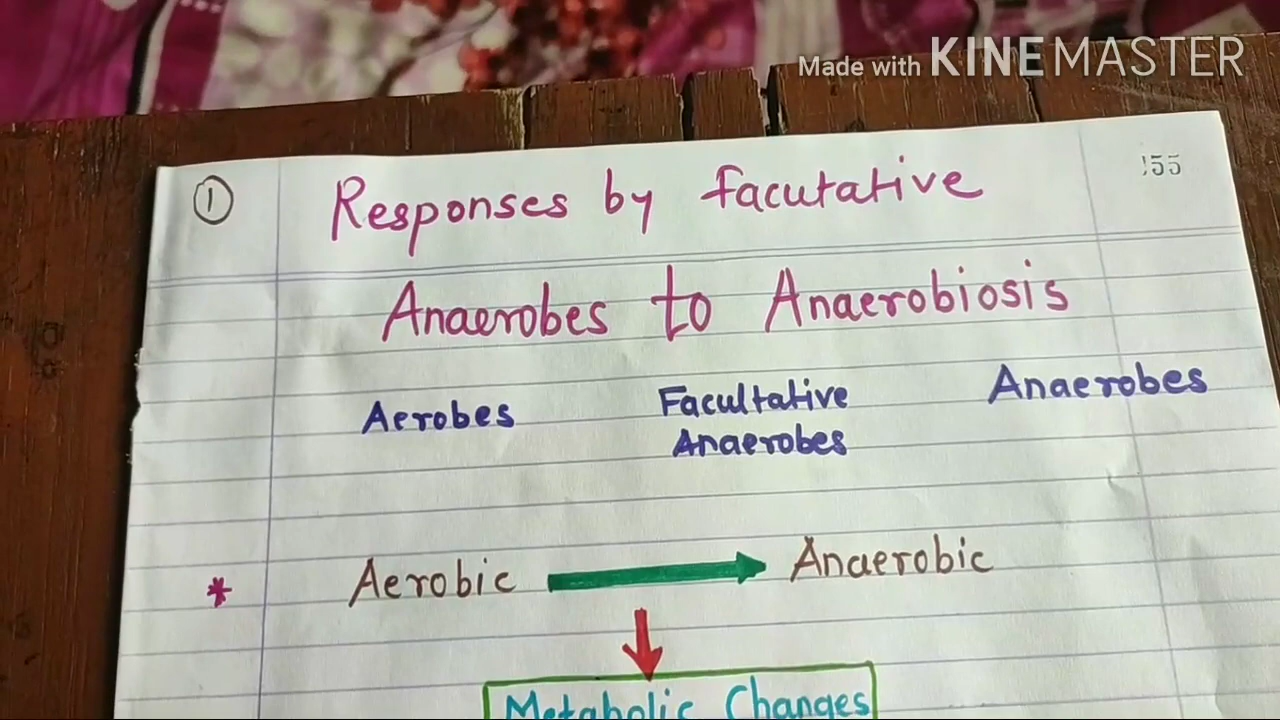 Made with KINEMASTER
1 Responses by facutative 155
Anaerobes to Anaerobiosis
Aerobes Facultative Anaerobes
Anaerobes
* Aerobic Anaerobic
Metabolic Changes